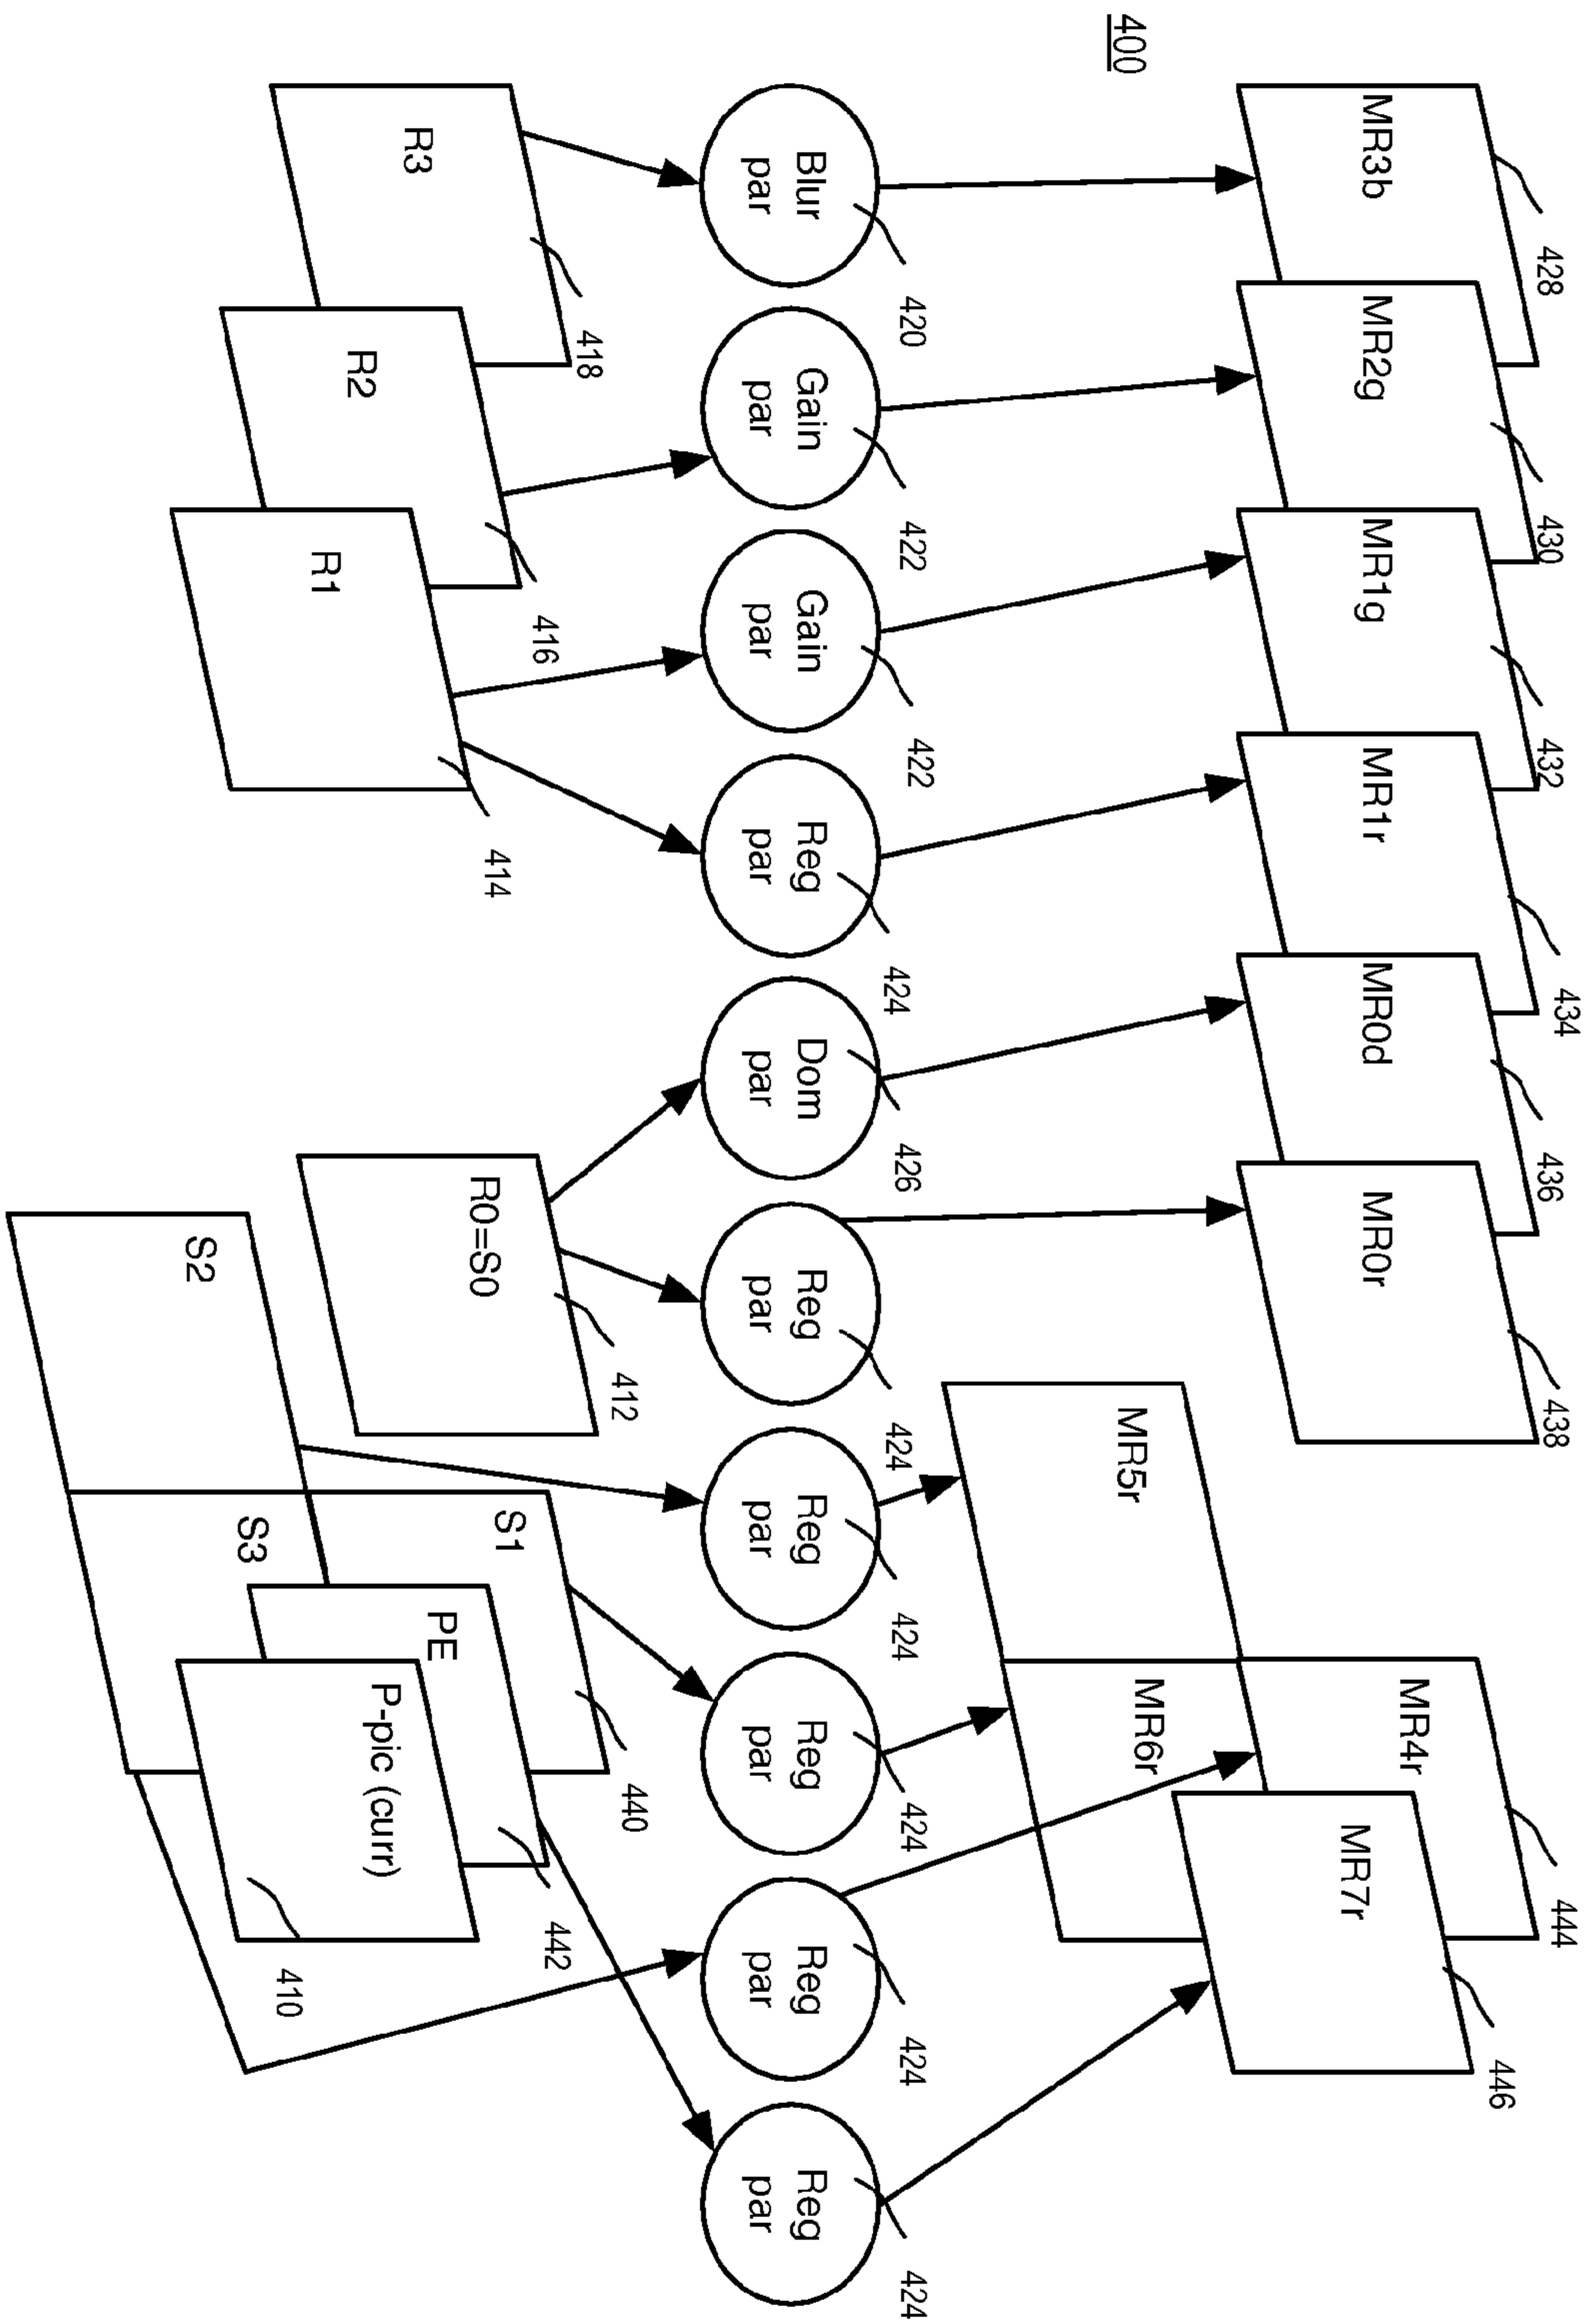 428
430
432
434
436
438
444
446
MR3b
MR2g
MR1g
MR1r
MR0d
MR0r
MR4r
MR7r
MR5r
MR6r
400
420
422
422
424
426
424
424
424
424
424
Blur
par
Gain
par
Gain
par
Reg
par
Dom
par
Reg
par
Reg
par
Reg
par
Reg
par
Reg
par
418
416
414
412
440
442
410
R3
R2
R1
R0=S0
S1
PE
P-pic (curr)
S2
S3